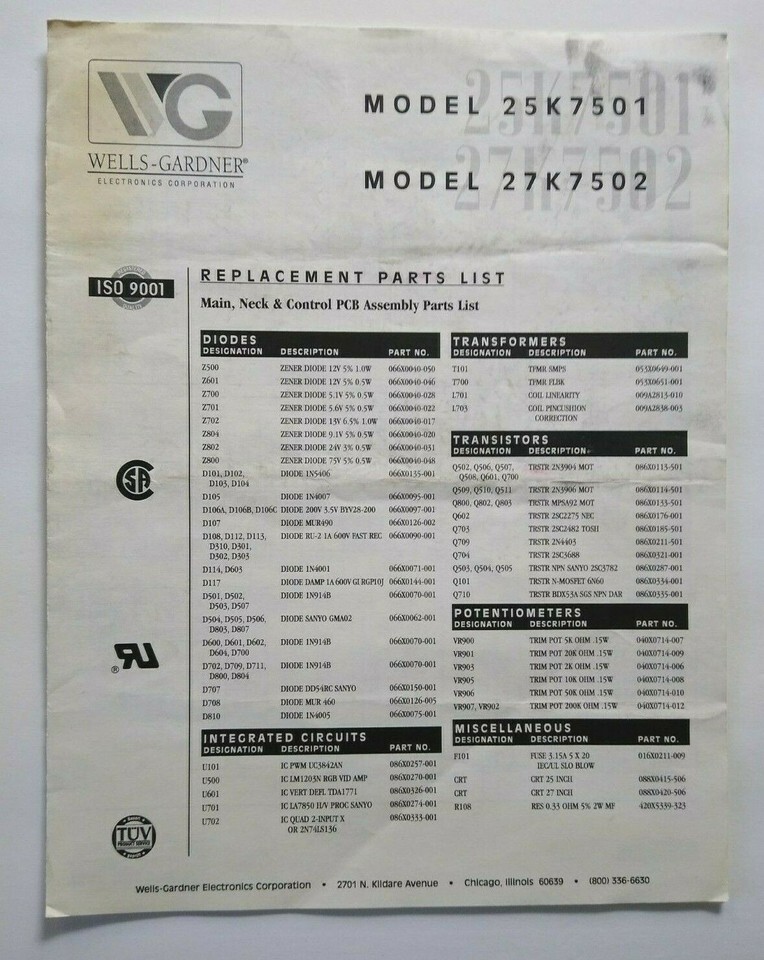 WG
WELLS-GARDNER®
ELECTRONICS CORPORATION
25K7501
MODEL 25K7501
27K7502
MODEL 27K7502
ISO 9001
REPLACEMENT PARTS LIST
Main, Neck & Control PCB Assembly Parts List
DIODES
DESIGNATION DESCRIPTION PART NO.
Z500 ZENER DIODE 12V 5% 1.0W 066X0040-050
Z601 ZENER DIODE 12V 5% 0.5W 066X0040-046
Z700 ZENER DIODE 5.1V 5% 0.5W 066X0040-028
Z701 ZENER DIODE 5.6V 5% 0.5W 066X0040-022
Z702 ZENER DIODE 13V 6.5% 1.0W 066X0040-017
Z804 ZENER DIODE 9.1V 5% 0.5W 066X0040-020
Z802 ZENER DIODE 24V 3% 0.5W 066X0040-031
Z800 ZENER DIODE 75V 5% 0.5W 066X0040-048
D101, D102, DIODE 1N5406 066X0135-001
D103, D104
D105 DIODE 1N4007 066X0095-001
D106A, D106B, D106C DIODE 200V 3.5V BYV28-200 066X0097-001
D107 DIODE MUR490 066X0126-002
D108, D112, D113, DIODE RU-2 1A 600V FAST REC 066X0090-001
D310, D301,
D302, D303
D114, D603 DIODE 1N4001 066X0071-001
D117 DIODE DAMP 1A 600V GI RGP10J 066X0144-001
D501, D502, DIODE 1N914B 066X0070-001
D503, D507
D504, D505, D506, DIODE SANYO GMA02 066X0062-001
D803, D807
D600, D601, D602, DIODE 1N914B 066X0070-001
D604, D700
D702, D709, D711, DIODE 1N914B 066X0070-001
D800, D804
D707 DIODE DD54RC SANYO 066X0150-001
D708 DIODE MUR 460 066X0126-005
D810 DIODE 1N4005 066X0075-001
INTEGRATED CIRCUITS
DESIGNATION DESCRIPTION PART NO.
U101 IC PWM UC3842AN 086X0257-001
U500 IC LM1203N RGB VID AMP 086X0270-001
U601 IC VERT DEFL TDA1771 086X0326-001
U701 IC LA7850 H/V PROC SANYO 086X0274-001
U702 IC QUAD 2-INPUT X 086X0333-001
OR 2N74LS136
TRANSFORMERS
DESIGNATION DESCRIPTION PART NO.
T101 TFMR SMPS 053X0649-001
T700 TFMR FLBK 053X0651-001
L701 COIL LINEARITY 009A2813-010
L703 COIL PINCUSHION 009A2838-003
CORRECTION
TRANSISTORS
DESIGNATION DESCRIPTION PART NO.
Q502, Q506, Q507, TRSTR 2N3904 MOT 086X0113-501
Q508, Q601, Q700
Q509, Q510, Q511 TRSTR 2N3906 MOT 086X0114-501
Q800, Q802, Q803 TRSTR MPSA92 MOT 086X0133-501
Q602 TRSTR 2SC2275 NEC 086X0176-001
Q703 TRSTR 2SC2482 TOSH 086X0185-501
Q709 TRSTR 2N4403 086X0211-501
Q704 TRSTR 2SC3688 086X0321-001
Q503, Q504, Q505 TRSTR NPN SANYO 2SC3782 086X0287-001
Q101 TRSTR N-MOSFET 6N60 086X0334-001
Q710 TRSTR BDX53A SGS NPN DAR 086X0335-001
POTENTIOMETERS
DESIGNATION DESCRIPTION PART NO.
VR900 TRIM POT 5K OHM .15W 040X0714-007
VR901 TRIM POT 20K OHM .15W 040X0714-009
VR903 TRIM POT 2K OHM .15W 040X0714-006
VR905 TRIM POT 10K OHM .15W 040X0714-008
VR906 TRIM POT 50K OHM .15W 040X0714-010
VR907, VR902 TRIM POT 200K OHM .15W 040X0714-012
MISCELLANEOUS
DESIGNATION DESCRIPTION PART NO.
F101 FUSE 3.15A 5 X 20 016X0211-009
IEC/UL SLO BLOW
CRT CRT 25 INCH 088X0415-506
CRT CRT 27 INCH 088X0420-506
R108 RES 0.33 OHM 5% 2W MF 420X5339-323
TÜV
PRODUCT SERVICE
Wells-Gardner Electronics Corporation • 2701 N. Kildare Avenue • Chicago, Illinois 60639 • (800) 336-6630